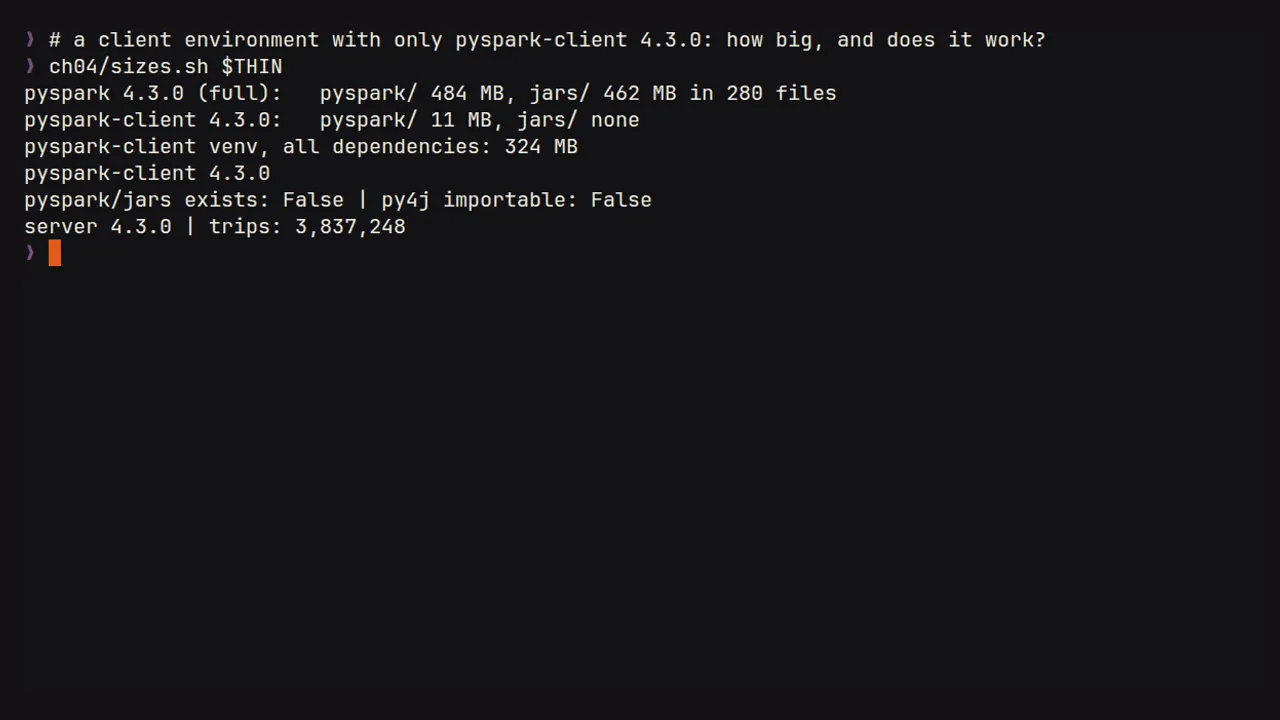 ❯ # a client environment with only pyspark-client 4.3.0: how big, and does it work?
❯ ch04/sizes.sh $THIN
pyspark 4.3.0 (full):   pyspark/ 484 MB, jars/ 462 MB in 280 files
pyspark-client 4.3.0:   pyspark/ 11 MB, jars/ none
pyspark-client venv, all dependencies: 324 MB
pyspark-client 4.3.0
pyspark/jars exists: False | py4j importable: False
server 4.3.0 | trips: 3,837,248
❯